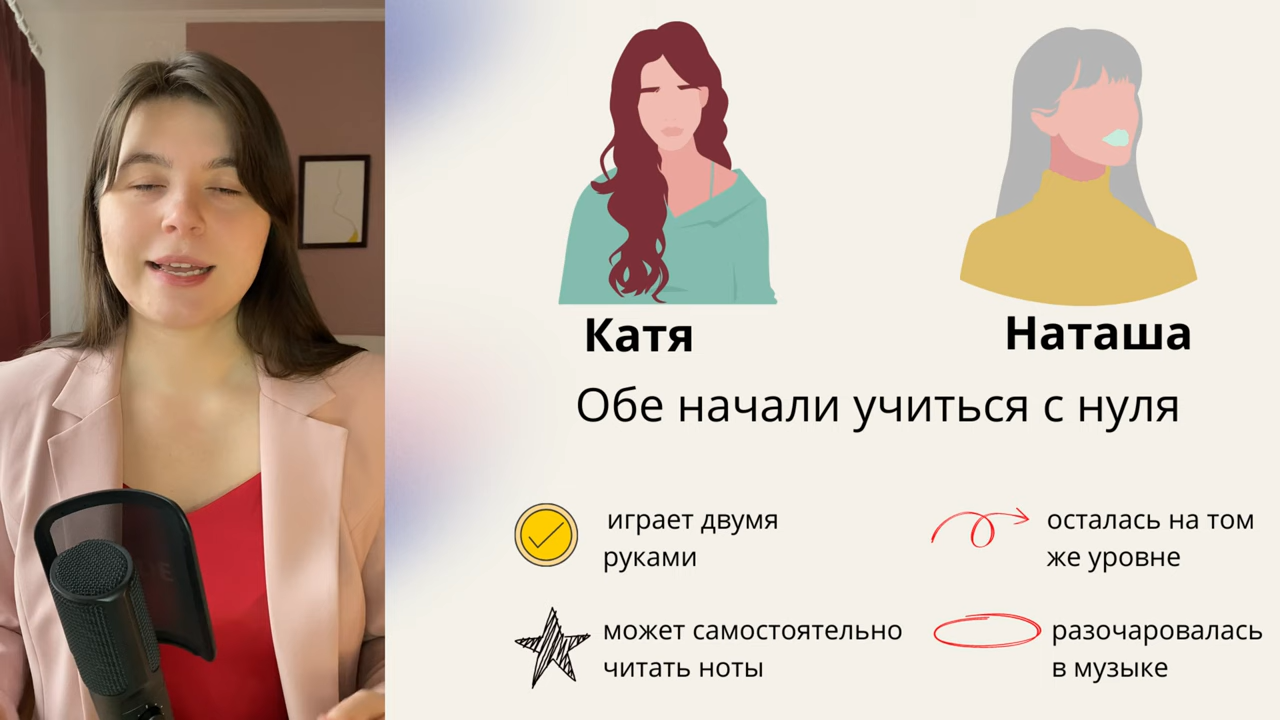 Катя
Наташа
Обе начали учиться с нуля
играет двумя
руками
может самостоятельно
читать ноты
осталась на том
же уровне
разочаровалась
в музыке